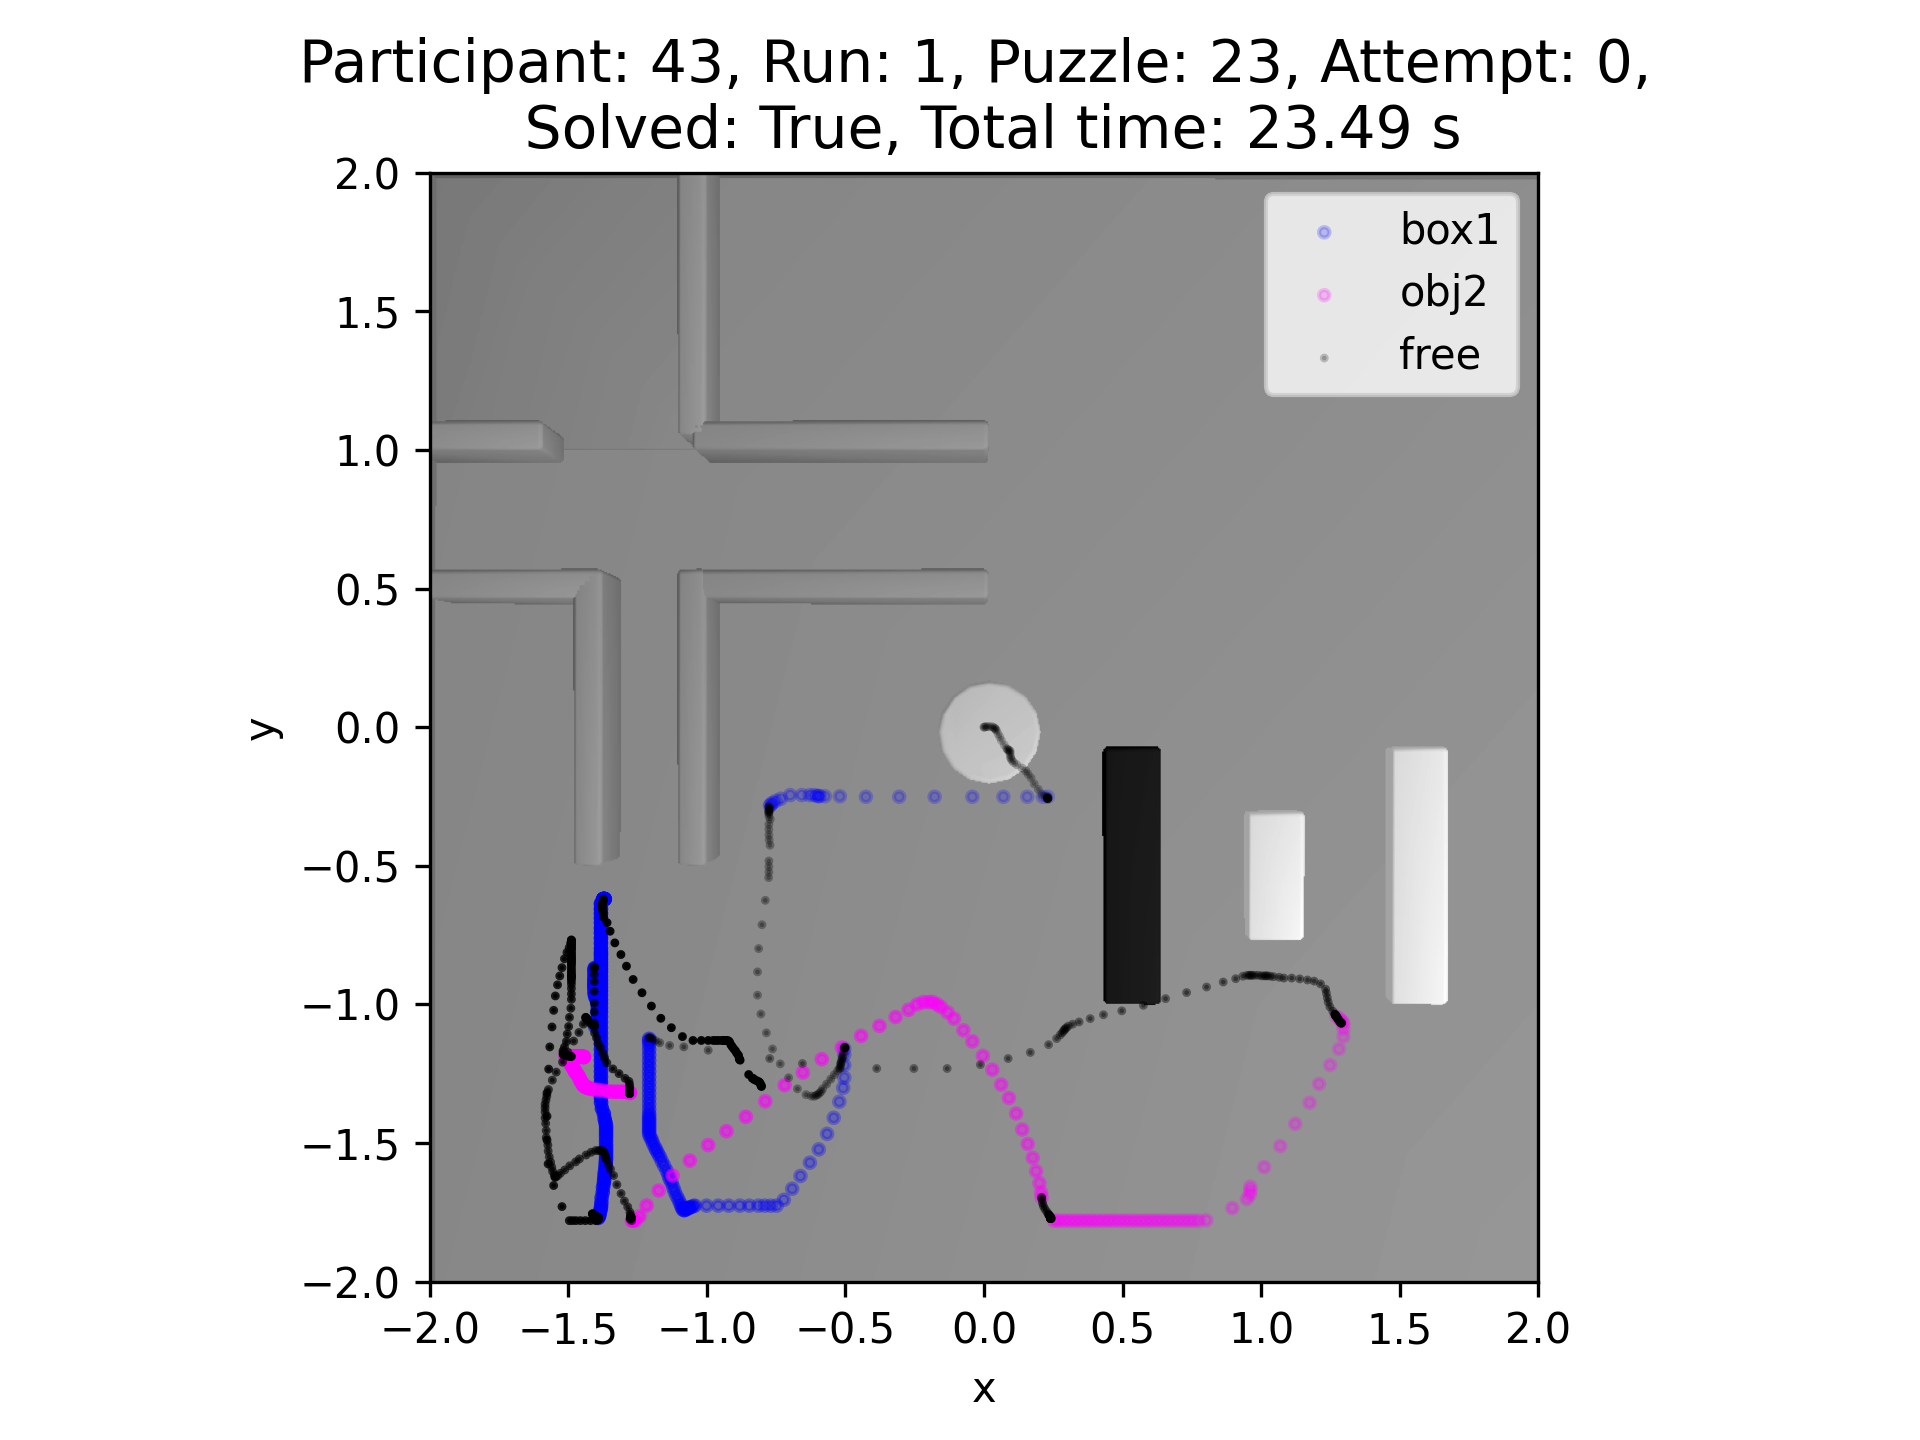 Participant: 43, Run: 1, Puzzle: 23, Attempt: 0,
Solved: True, Total time: 23.49 s
box1
obj2
free
2.0
1.5
1.0
0.5
0.0
−0.5
−1.0
−1.5
−2.0
y
−2.0 −1.5 −1.0 −0.5 0.0 0.5 1.0 1.5 2.0
x